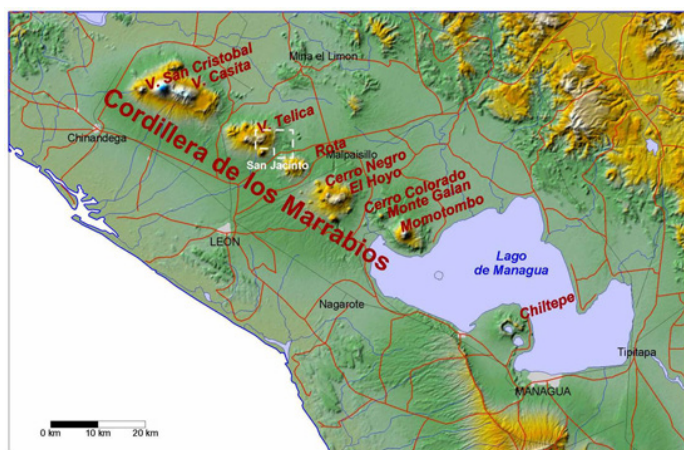 V. San Cristobal
V. Casita
Mina el Limon
Chinandega
V. Telica
San Jacinto
Rota
Malpaisillo
Cordillera de los Marrabios
Cerro Negro
El Hoyo
Cerro Colorado
Monte Galan
Momotombo
LEON
Lago
de Managua
Nagarote
Chiltepe
Tipitapa
MANAGUA
0 km 10 km 20 km